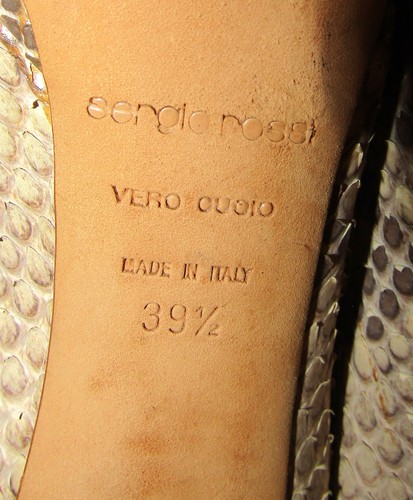 sergio rossi
VERO CUOIO
MADE IN ITALY
39½